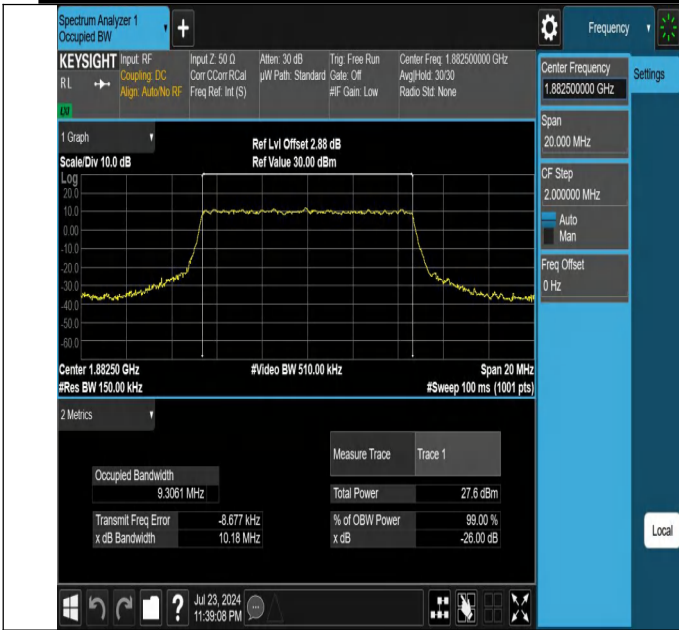 Spectrum Analyzer 1
Occupied BW
+
Frequency
KEYSIGHT
RL
Input: RF
Coupling: DC
Align: Auto/No RF
Input Z: 50 Ω
Corr CCorr RCal
Freq Ref: Int (S)
Atten: 30 dB
µW Path: Standard
Trig: Free Run
Gate: Off
#IF Gain: Low
Center Freq: 1.882500000 GHz
Avg|Hold: 30/30
Radio Std: None
Center Frequency
1.882500000 GHz
Settings
Span
20.000 MHz
CF Step
2.000000 MHz
Auto
Man
Freq Offset
0 Hz
1 Graph
Scale/Div 10.0 dB
Ref Lvl Offset 2.88 dB
Ref Value 30.00 dBm
Log
20.0
10.0
0.00
-10.0
-20.0
-30.0
-40.0
-50.0
-60.0
Center 1.88250 GHz
#Video BW 510.00 kHz
Span 20 MHz
#Res BW 150.00 kHz
#Sweep 100 ms (1001 pts)
2 Metrics
Measure Trace
Trace 1
Occupied Bandwidth
9.3061 MHz
Total Power
27.6 dBm
Transmit Freq Error
-8.677 kHz
% of OBW Power
99.00 %
x dB Bandwidth
10.18 MHz
x dB
-26.00 dB
Local
?
Jul 23, 2024
11:39:08 PM